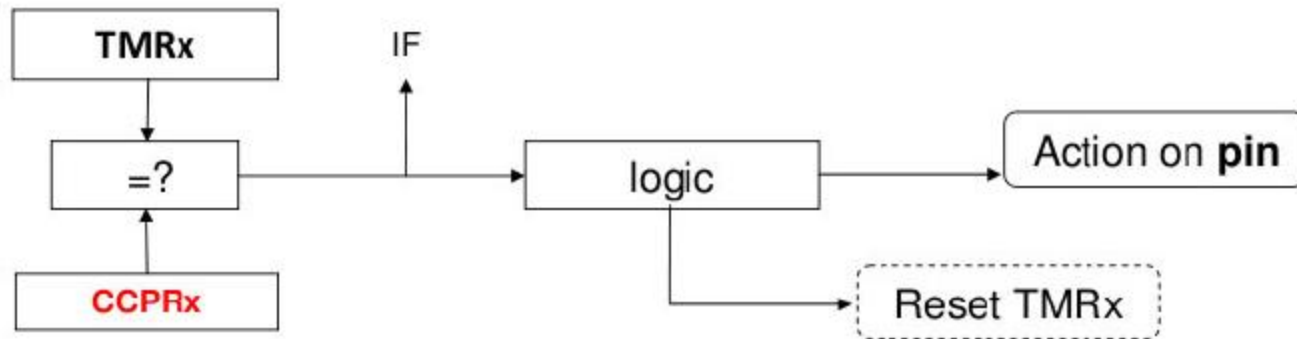 TMRx
IF
=?
logic
Action on pin
CCPRx
Reset TMRx